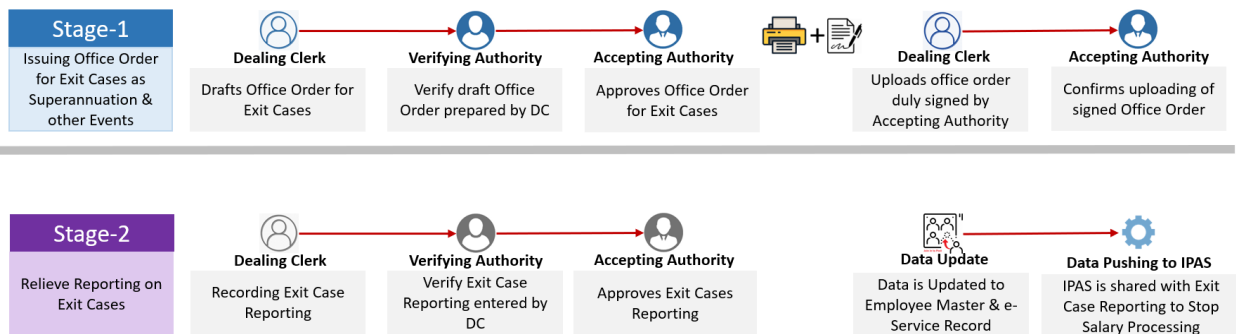 Stage-1
Issuing Office Order
for Exit Cases as
Superannuation &
other Events
Dealing Clerk
Drafts Office Order for
Exit Cases
Verifying Authority
Verify draft Office
Order prepared by DC
Accepting Authority
Approves Office Order
for Exit Cases
+
Dealing Clerk
Uploads office order
duly signed by
Accepting Authority
Accepting Authority
Confirms uploading of
signed Office Order
Stage-2
Relieve Reporting on
Exit Cases
Dealing Clerk
Recording Exit Case
Reporting
Verifying Authority
Verify Exit Case
Reporting entered by
DC
Accepting Authority
Approves Exit Cases
Reporting
Data Update
Data is Updated to
Employee Master & e-
Service Record
Data Pushing to IPAS
IPAS is shared with Exit
Case Reporting to Stop
Salary Processing